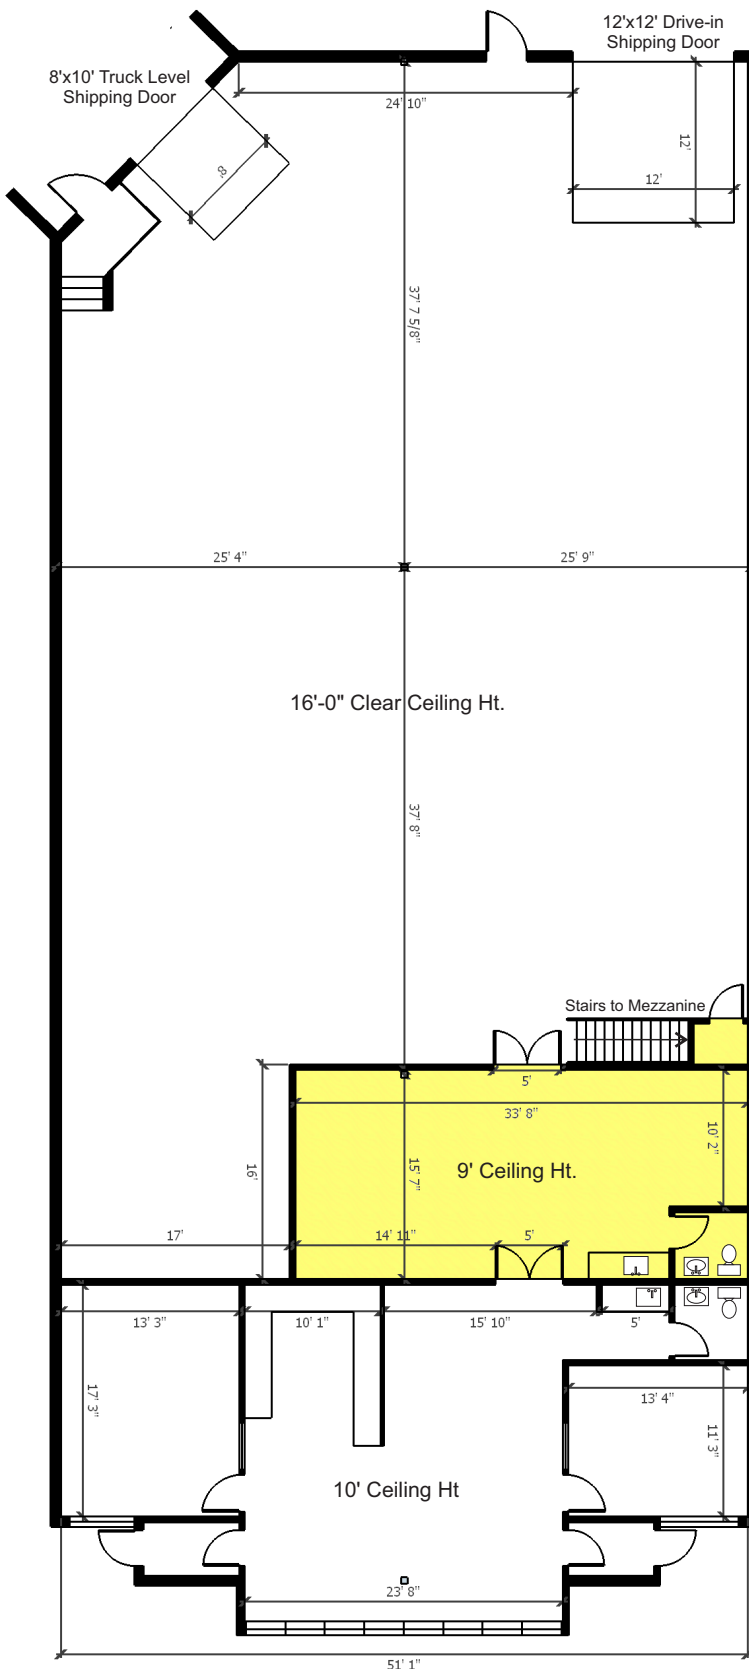 12'x12' Drive-in
Shipping Door
8'x10' Truck Level
Shipping Door
24' 10"
12'
8'
12'
37' 7 5/8"
25' 4"
25' 9"
16'-0" Clear Ceiling Ht.
37' 8"
Stairs to Mezzanine
5'
33' 8"
10' 2"
16'
15' 7"
9' Ceiling Ht.
17'
14' 11"
5'
13' 3"
10' 1"
15' 10"
5'
17' 3"
13' 4"
11' 3"
10' Ceiling Ht
23' 8"
51' 1"